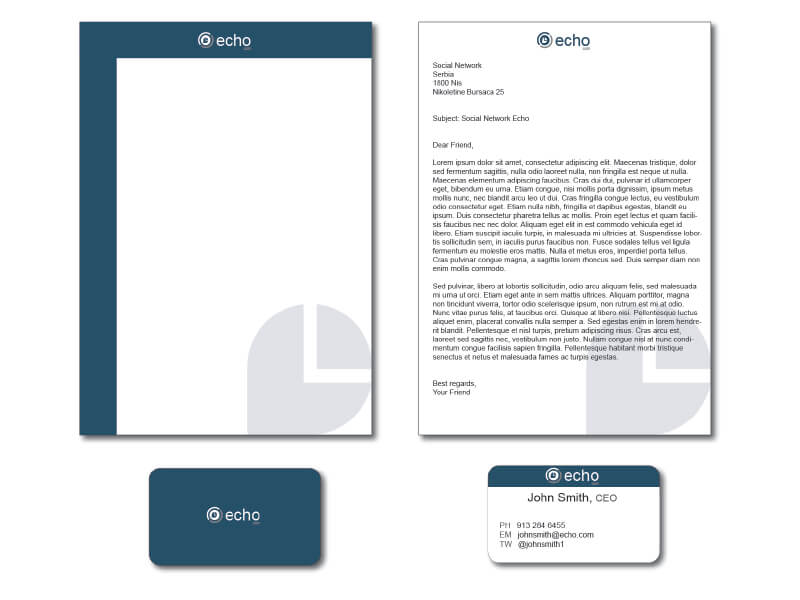 echo
echo
Social Network
Serbia
1800 Nis
Nikoletine Bursaca 25
Subject: Social Network Echo
Dear Friend,
Lorem ipsum dolor sit amet, consectetur adipiscing elit. Maecenas tristique, dolor
sed fermentum sagittis, nulla odio laoreet nulla, non fringilla est neque ut nulla.
Maecenas elementum adipiscing faucibus. Cras dui dui, pulvinar id ullamcorper
eget, bibendum eu urna. Etiam congue, nisi mollis porta dignissim, ipsum metus
mollis nunc, nec blandit arcu leo ut dui. Cras fringilla congue lectus, eu vestibulum
odio consectetur eget. Etiam nulla nibh, fringilla et dapibus egestas, blandit eu
ipsum. Duis consectetur pharetra tellus ac mollis. Proin eget lectus et quam facili-
sis faucibus nec nec dolor. Aliquam eget elit in est commodo vehicula eget id
libero. Etiam suscipit iaculis turpis, in malesuada mi ultricies at. Suspendisse lobor-
tis sollicitudin sem, in iaculis purus faucibus non. Fusce sodales tellus vel ligula
fermentum eu molestie eros mattis. Nulla et metus eros, imperdiet porta tellus.
Cras pulvinar congue magna, a sagittis lorem rhoncus sed. Duis semper diam non
enim mollis commodo.
Sed pulvinar, libero at lobortis sollicitudin, odio arcu aliquam felis, sed malesuada
mi urna ut orci. Etiam eget ante in sem mattis ultrices. Aliquam porttitor, magna
non tincidunt viverra, tortor odio scelerisque ipsum, non rutrum est mi at odio.
Nunc vitae purus felis, at faucibus orci. Quisque at libero nisi. Pellentesque luctus
aliquet enim, placerat convallis nulla semper a. Sed egestas enim in lorem hendre-
rit blandit. Pellentesque et nisl turpis, pretium adipiscing risus. Cras arcu est,
laoreet sed sagittis nec, vestibulum non justo. Nullam congue nisl at nunc condi-
mentum congue facilisis sapien fringilla. Pellentesque habitant morbi tristique
senectus et netus et malesuada fames ac turpis egestas.
Best regards,
Your Friend
echo
echo
John Smith, CEO
PH 913 264 6455
EM johnsmith@echo.com
TW @johnsmith1